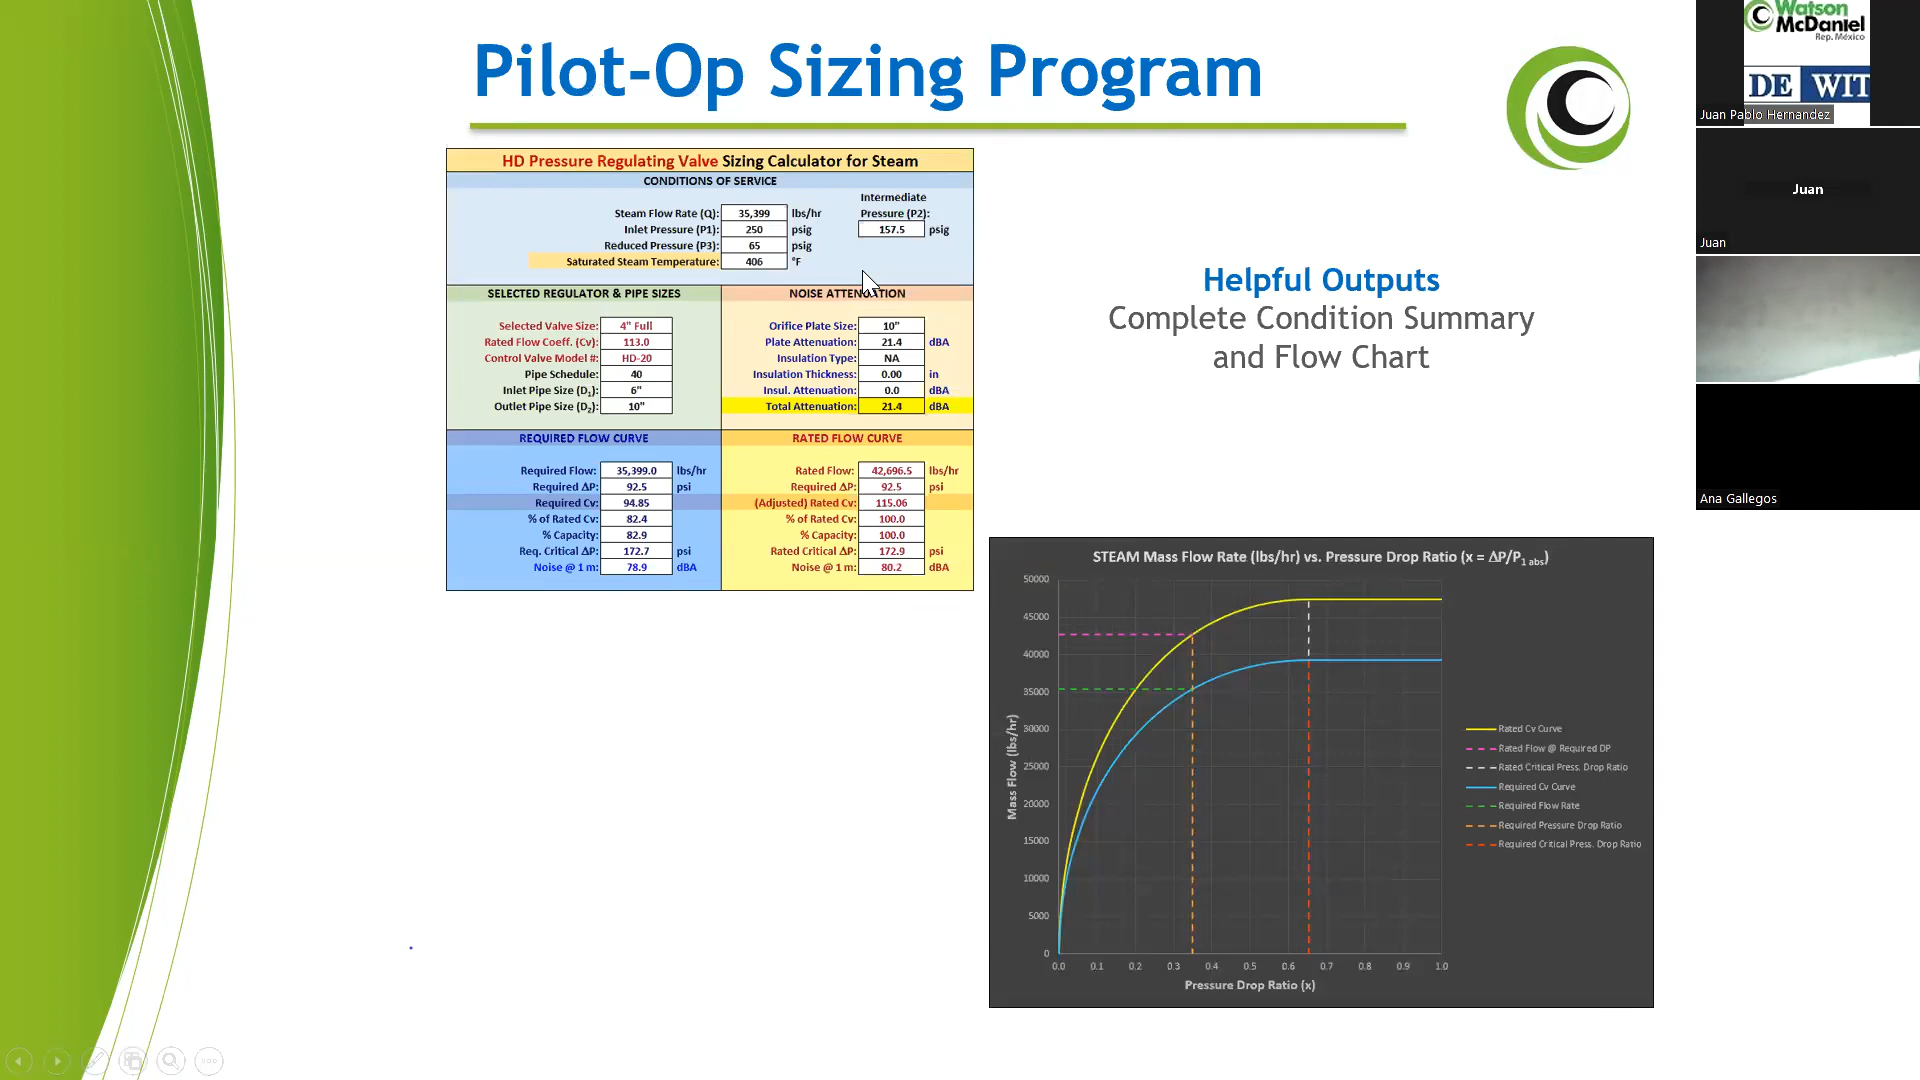 Pilot-Op Sizing Program
HD Pressure Regulating Valve Sizing Calculator for Steam
CONDITIONS OF SERVICE
Intermediate
Steam Flow Rate (Q): 35,399 lbs/hr Pressure (P2):
Inlet Pressure (P1): 250 psig 157.5 psig
Reduced Pressure (P3): 65 psig
Saturated Steam Temperature: 406 °F
SELECTED REGULATOR & PIPE SIZES
Selected Valve Size: 4" Full
Rated Flow Coeff. (Cv): 113.0
Control Valve Model #: HD-20
Pipe Schedule: 40
Inlet Pipe Size (D1): 6"
Outlet Pipe Size (D2): 10"
NOISE ATTENUATION
Orifice Plate Size: 10"
Plate Attenuation: 21.4 dBA
Insulation Type: NA
Insulation Thickness: 0.00 in
Insul. Attenuation: 0.0 dBA
Total Attenuation: 21.4 dBA
REQUIRED FLOW CURVE
Required Flow: 35,399.0 lbs/hr
Required ΔP: 92.5 psi
Required Cv: 94.85
% of Rated Cv: 82.4
% Capacity: 82.9
Req. Critical ΔP: 172.7 psi
Noise @ 1 m: 78.9 dBA
RATED FLOW CURVE
Rated Flow: 42,696.5 lbs/hr
Required ΔP: 92.5 psi
(Adjusted) Rated Cv: 115.06
% of Rated Cv: 100.0
% Capacity: 100.0
Rated Critical ΔP: 172.9 psi
Noise @ 1 m: 80.2 dBA
Helpful Outputs
Complete Condition Summary
and Flow Chart
STEAM Mass Flow Rate (lbs/hr) vs. Pressure Drop Ratio (x = ΔP/P1 abs)
50000
45000
40000
35000
30000
25000
20000
15000
10000
5000
0
Mass Flow (lbs/hr)
0.0 0.1 0.2 0.3 0.4 0.5 0.6 0.7 0.8 0.9 1.0
Pressure Drop Ratio (x)
Rated Cv Curve
Rated Flow @ Required DP
Rated Critical Press. Drop Ratio
Required Cv Curve
Required Flow Rate
Required Pressure Drop Ratio
Required Critical Press. Drop Ratio
Watson
McDaniel
Rep. México
DE WIT
Juan Pablo Hernandez
Juan
Juan
Ana Gallegos